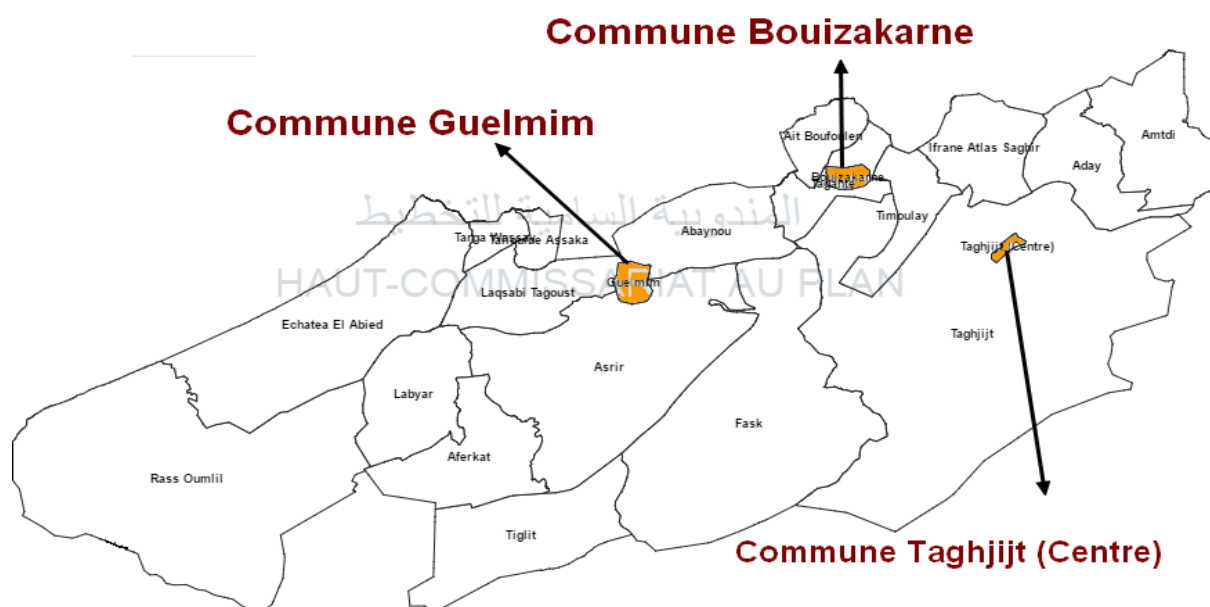 Commune Bouizakarne
Commune Guelmim
Ait Boufoulen
Ifrane Atlas Saghir
Amtdi
Aday
Bouizakarne
Tagante
المندوبية السامية للتخطيط
Timoulay
Abaynou
Targa Wassay
Assaka
Taghjijt (Centre)
HAUT-COMMISSARIAT AU PLAN
Guelmim
Laqsabi Tagoust
Echatea El Abied
Taghjijt
Asrir
Labyar
Fask
Aferkat
Rass Oumlil
Tiglit
Commune Taghjijt (Centre)